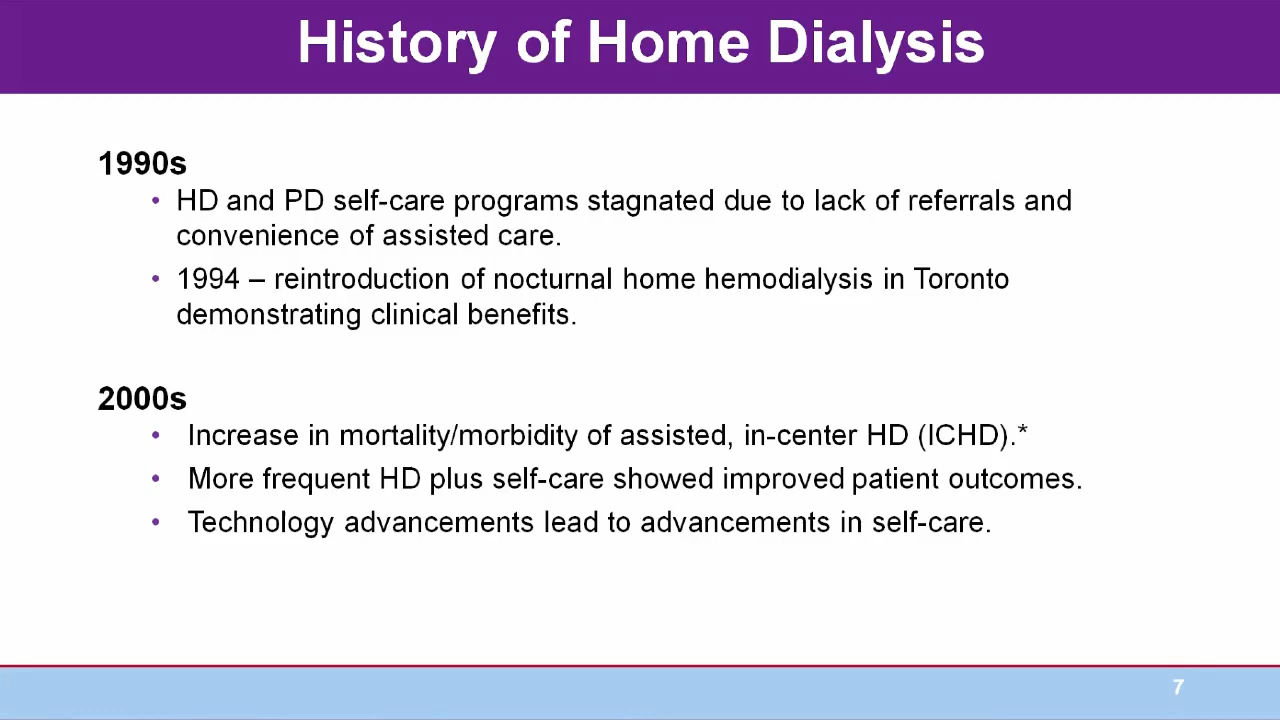 History of Home Dialysis
1990s
• HD and PD self-care programs stagnated due to lack of referrals and
convenience of assisted care.
• 1994 – reintroduction of nocturnal home hemodialysis in Toronto
demonstrating clinical benefits.
2000s
• Increase in mortality/morbidity of assisted, in-center HD (ICHD).*
• More frequent HD plus self-care showed improved patient outcomes.
• Technology advancements lead to advancements in self-care.
7